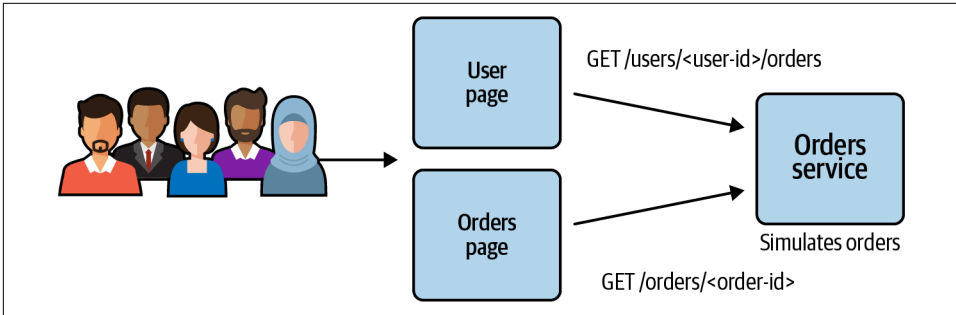 User
page
GET /users/<user-id>/orders
Orders
service
Simulates orders
Orders
page
GET /orders/<order-id>